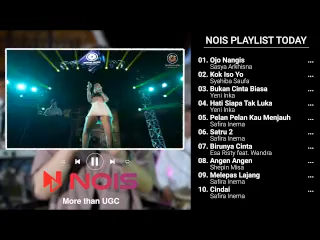 NOIS PLAYLIST TODAY
01. Ojo Nangis
Sasya Arkhisna
02. Kok Iso Yo
Syahiba Saufa
03. Bukan Cinta Biasa
Yeni Inka
04. Hati Siapa Tak Luka
Yeni Inka
05. Pelan Pelan Kau Menjauh
Safira Inema
06. Satru 2
Safira Inema
07. Birunya Cinta
Esa Risty feat. Wandra
08. Angen Angen
Shepin Misa
09. Melepas Lajang
Safira Inema
10. Cindai
Safira Inema
NOIS
More than UGC